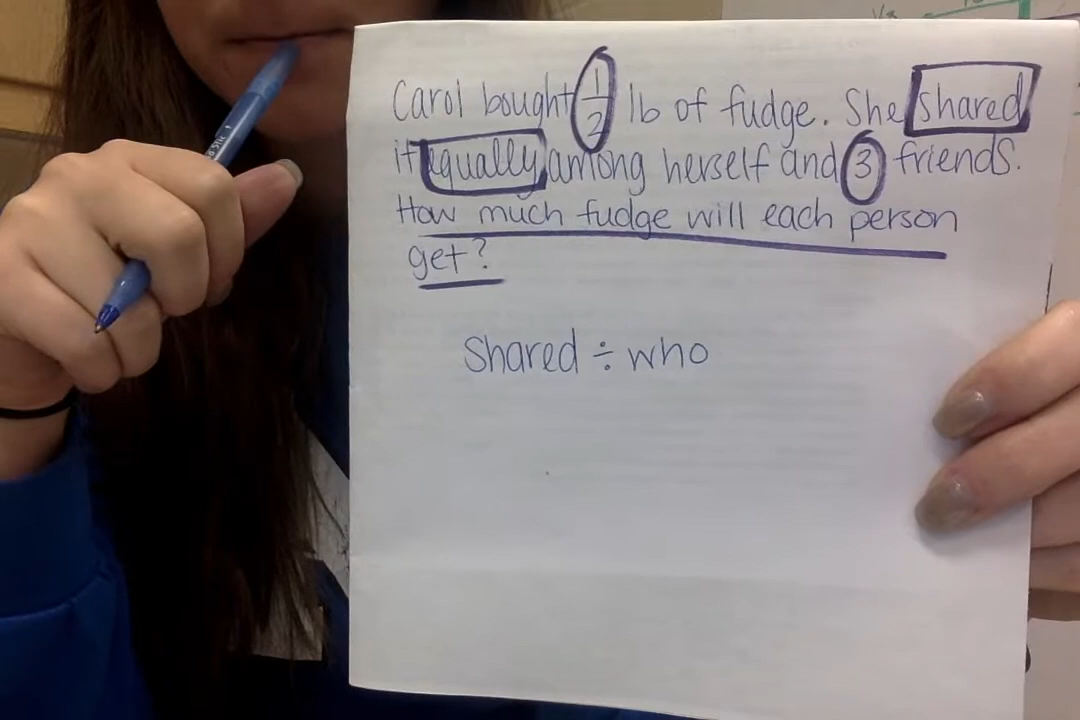 Carol bought 1/2 lb of fudge. She shared
it equally among herself and 3 friends.
How much fudge will each person
get?
Shared ÷ who